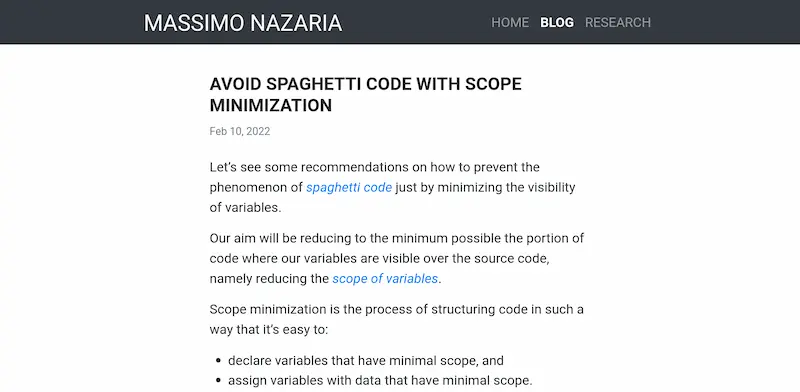 MASSIMO NAZARIA
HOME BLOG RESEARCH
AVOID SPAGHETTI CODE WITH SCOPE
MINIMIZATION
Feb 10, 2022
Let’s see some recommendations on how to prevent the
phenomenon of spaghetti code just by minimizing the visibility
of variables.
Our aim will be reducing to the minimum possible the portion of
code where our variables are visible over the source code,
namely reducing the scope of variables.
Scope minimization is the process of structuring code in such a
way that it’s easy to:
• declare variables that have minimal scope, and
• assign variables with data that have minimal scope.